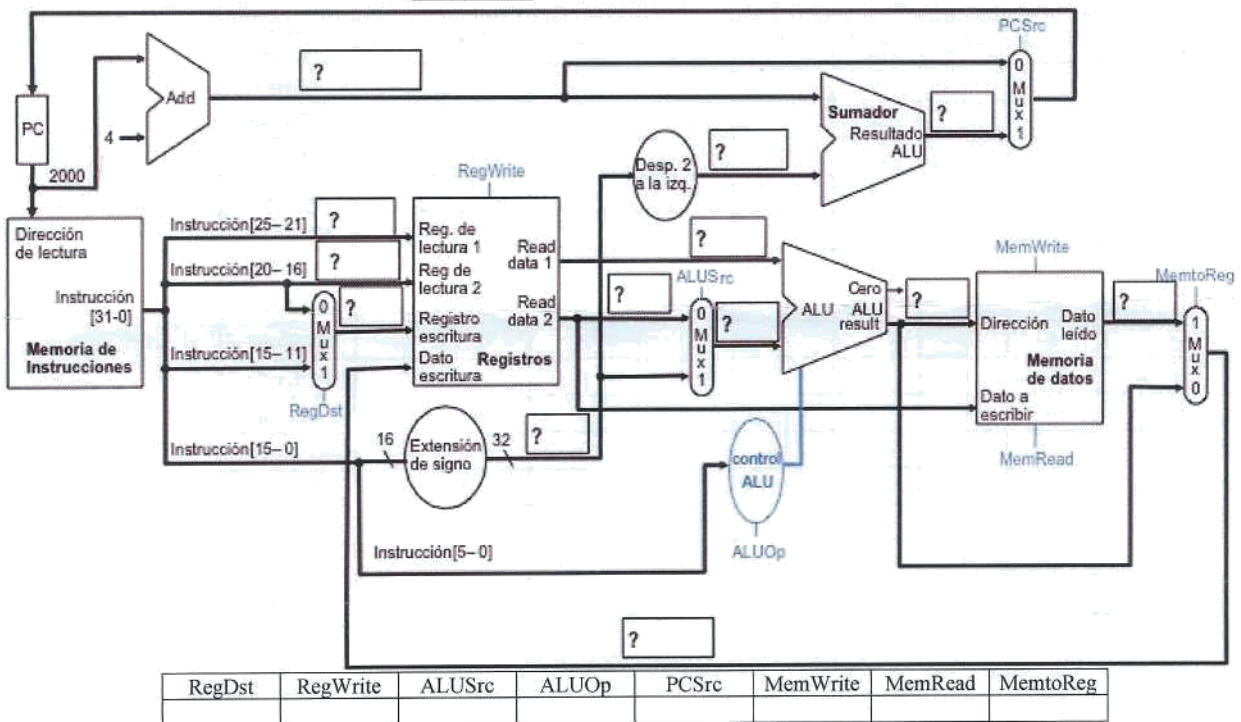 PCSrc
?
Add
0
Mux
1
PC
4
2000
Sumador
Resultado
ALU
?
Desp. 2
a la izq.
?
RegWrite
Dirección
de lectura
Instrucción
[31-0]
Memoria de
Instrucciones
Instrucción[25–21]
?
Instrucción[20–16]
?
?
0
Mux
1
RegDst
Instrucción[15–11]
Reg. de
lectura 1
Reg de
lectura 2
Registro
escritura
Dato
escritura
Read
data 1
Read
data 2
Registros
?
?
ALUSrc
0
Mux
1
?
ALU
Cero
ALU
result
?
MemWrite
Dirección
Dato
leído
Memoria
de datos
Dato a
escribir
MemRead
?
MemtoReg
1
Mux
0
Instrucción[15–0]
16
Extensión
de signo
32
?
control
ALU
ALUOp
Instrucción[5–0]
?
RegDst RegWrite ALUSrc ALUOp PCSrc MemWrite MemRead MemtoReg